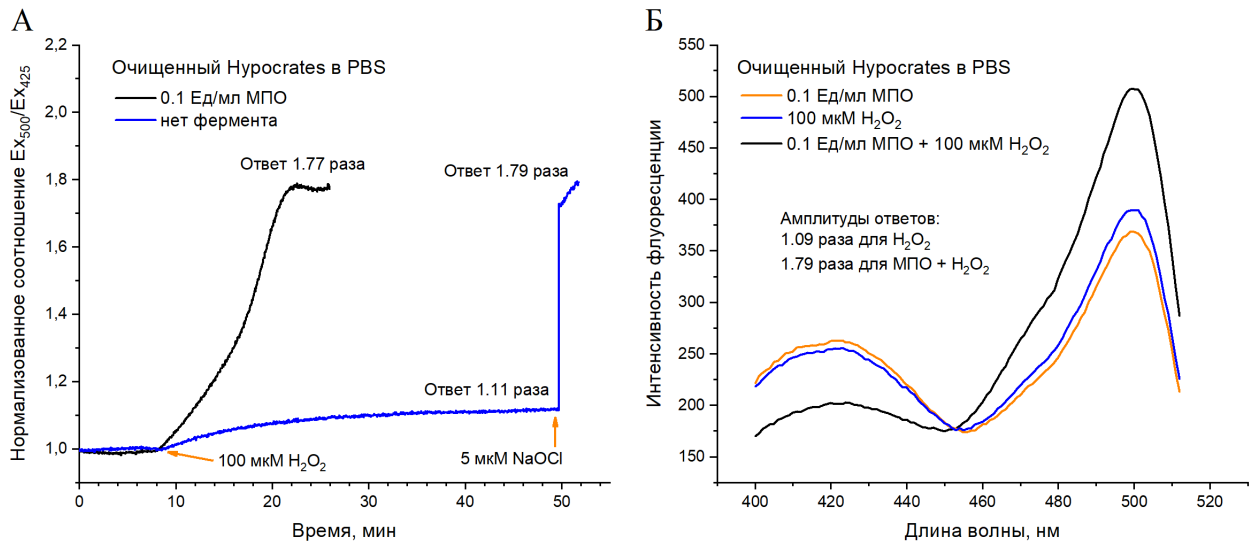 А
Нормализованное соотношение Ex500/Ex425
2,2
2,0
1,8
1,6
1,4
1,2
1,0
Очищенный Hypocrates в PBS
0.1 Ед/мл МПО
нет фермента
Ответ 1.77 раза
Ответ 1.79 раза
Ответ 1.11 раза
100 мкМ H2O2
5 мкМ NaOCl
0 10 20 30 40 50
Время, мин
Б
Интенсивность флуоресценции
550
500
450
400
350
300
250
200
150
Очищенный Hypocrates в PBS
0.1 Ед/мл МПО
100 мкМ H2O2
0.1 Ед/мл МПО + 100 мкМ H2O2
Амплитуды ответов:
1.09 раза для H2O2
1.79 раза для МПО + H2O2
400 420 440 460 480 500 520
Длина волны, нм